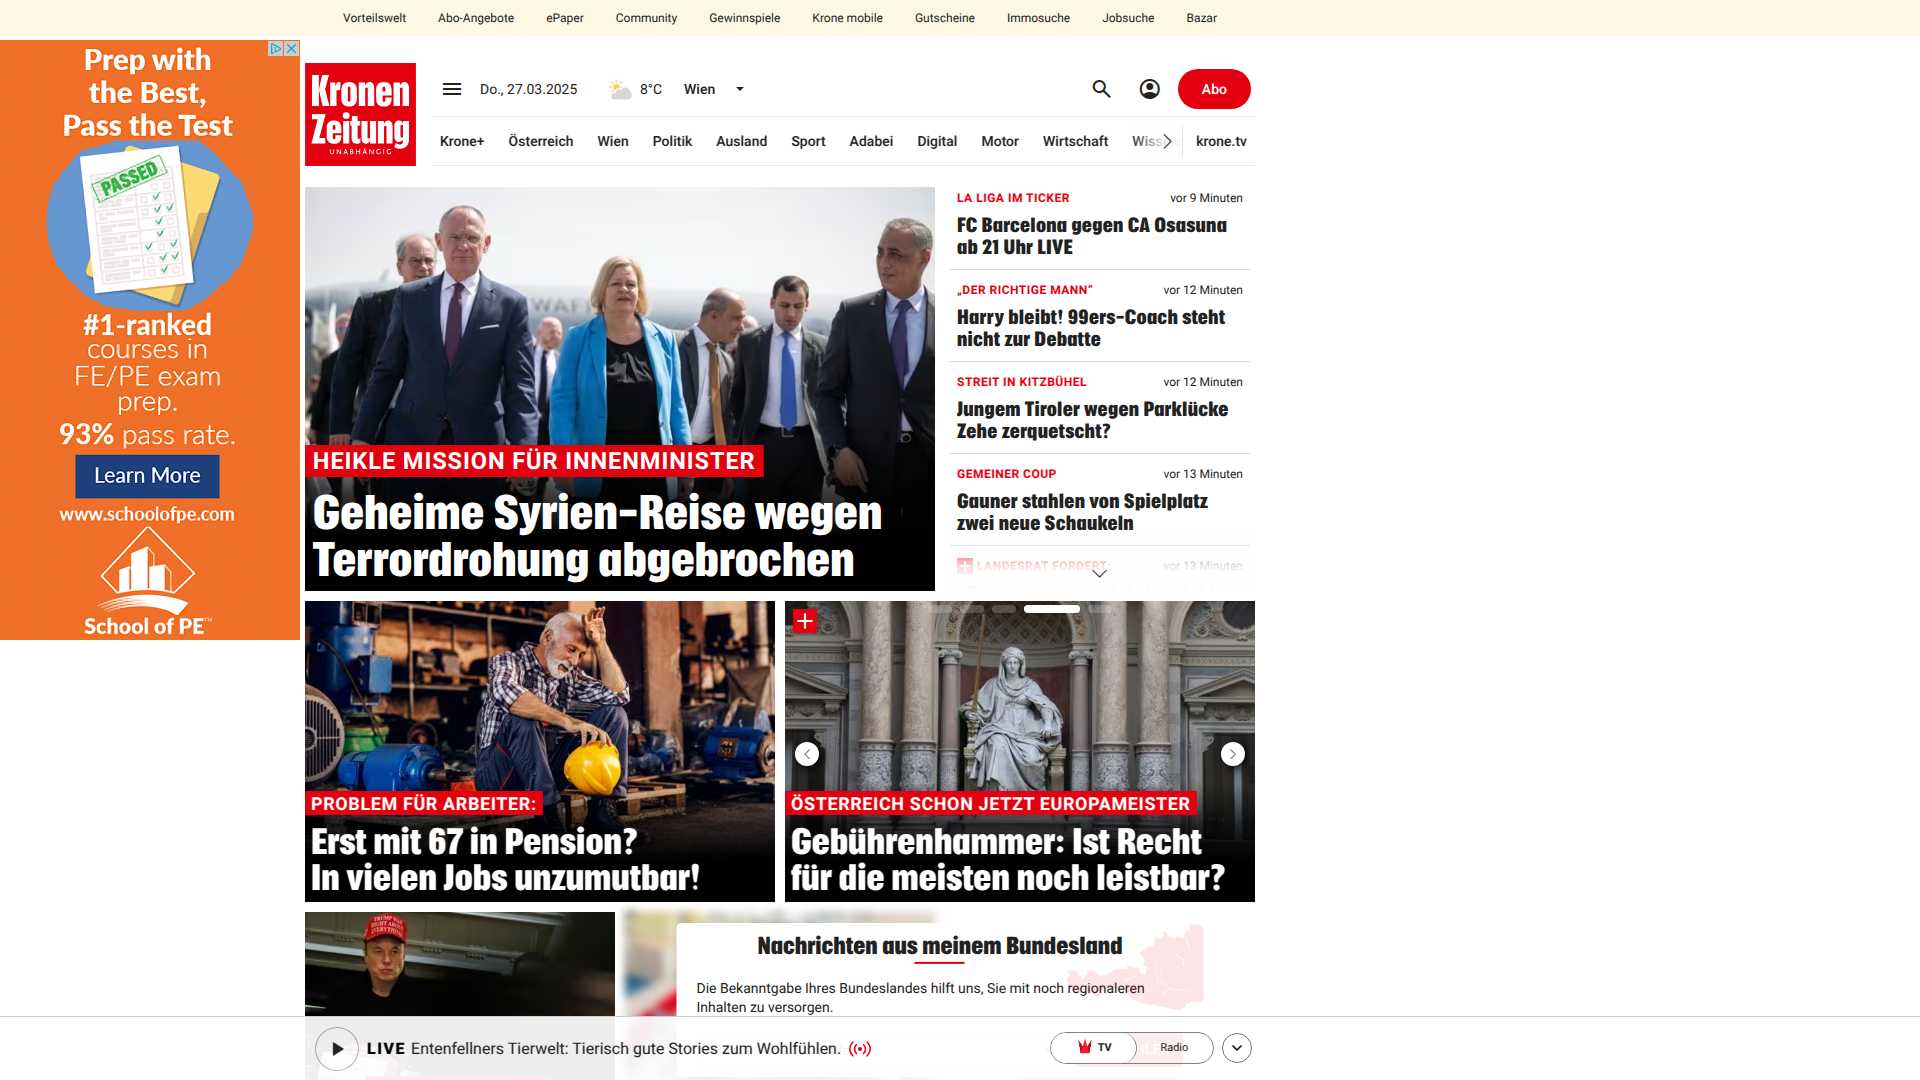 Vorteilswelt Abo-Angebote ePaper Community Gewinnspiele Krone mobile Gutscheine Immosuche Jobsuche Bazar
Prep with
the Best,
Pass the Test
PASSED
#1-ranked
courses in
FE/PE exam
prep.
93% pass rate.
Learn More
www.schoolofpe.com
School of PE™
Kronen
Zeitung
UNABHÄNGIG
Do., 27.03.2025 8°C Wien
Abo
Krone+ Österreich Wien Politik Ausland Sport Adabei Digital Motor Wirtschaft Wiss krone.tv
HEIKLE MISSION FÜR INNENMINISTER
Geheime Syrien-Reise wegen
Terrordrohung abgebrochen
LA LIGA IM TICKER vor 9 Minuten
FC Barcelona gegen CA Osasuna
ab 21 Uhr LIVE
„DER RICHTIGE MANN“ vor 12 Minuten
Harry bleibt! 99ers-Coach steht
nicht zur Debatte
STREIT IN KITZBÜHEL vor 12 Minuten
Jungem Tiroler wegen Parklücke
Zehe zerquetscht?
GEMEINER COUP vor 13 Minuten
Gauner stahlen von Spielplatz
zwei neue Schaukeln
LANDESRAT FORDERT: vor 13 Minuten
PROBLEM FÜR ARBEITER:
Erst mit 67 in Pension?
In vielen Jobs unzumutbar!
ÖSTERREICH SCHON JETZT EUROPAMEISTER
Gebührenhammer: Ist Recht
für die meisten noch leistbar?
TRUMP WAS
RIGHT ABOUT
EVERYTHING
Nachrichten aus meinem Bundesland
Die Bekanntgabe Ihres Bundeslandes hilft uns, Sie mit noch regionaleren
Inhalten zu versorgen.
LIVE Entenfellners Tierwelt: Tierisch gute Stories zum Wohlfühlen.
TV Radio